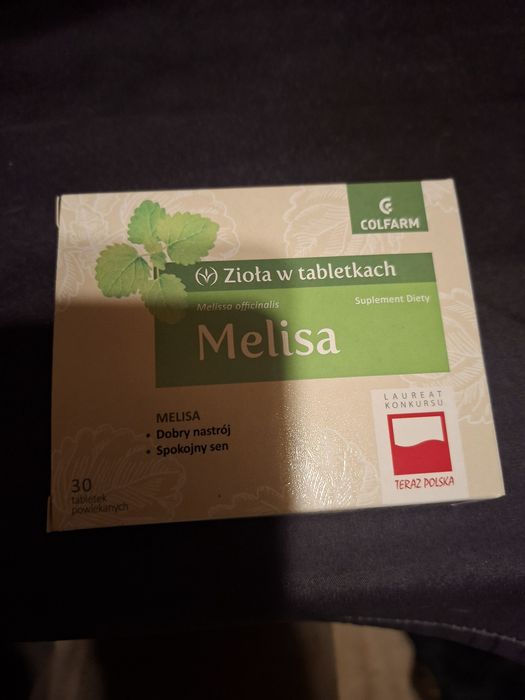 COLFARM
Zioła w tabletkach
Melissa officinalis
Suplement Diety
Melisa
LAUREAT
KONKURSU
TERAZ POLSKA
MELISA
• Dobry nastrój
• Spokojny sen
30
tabletek
powlekanych